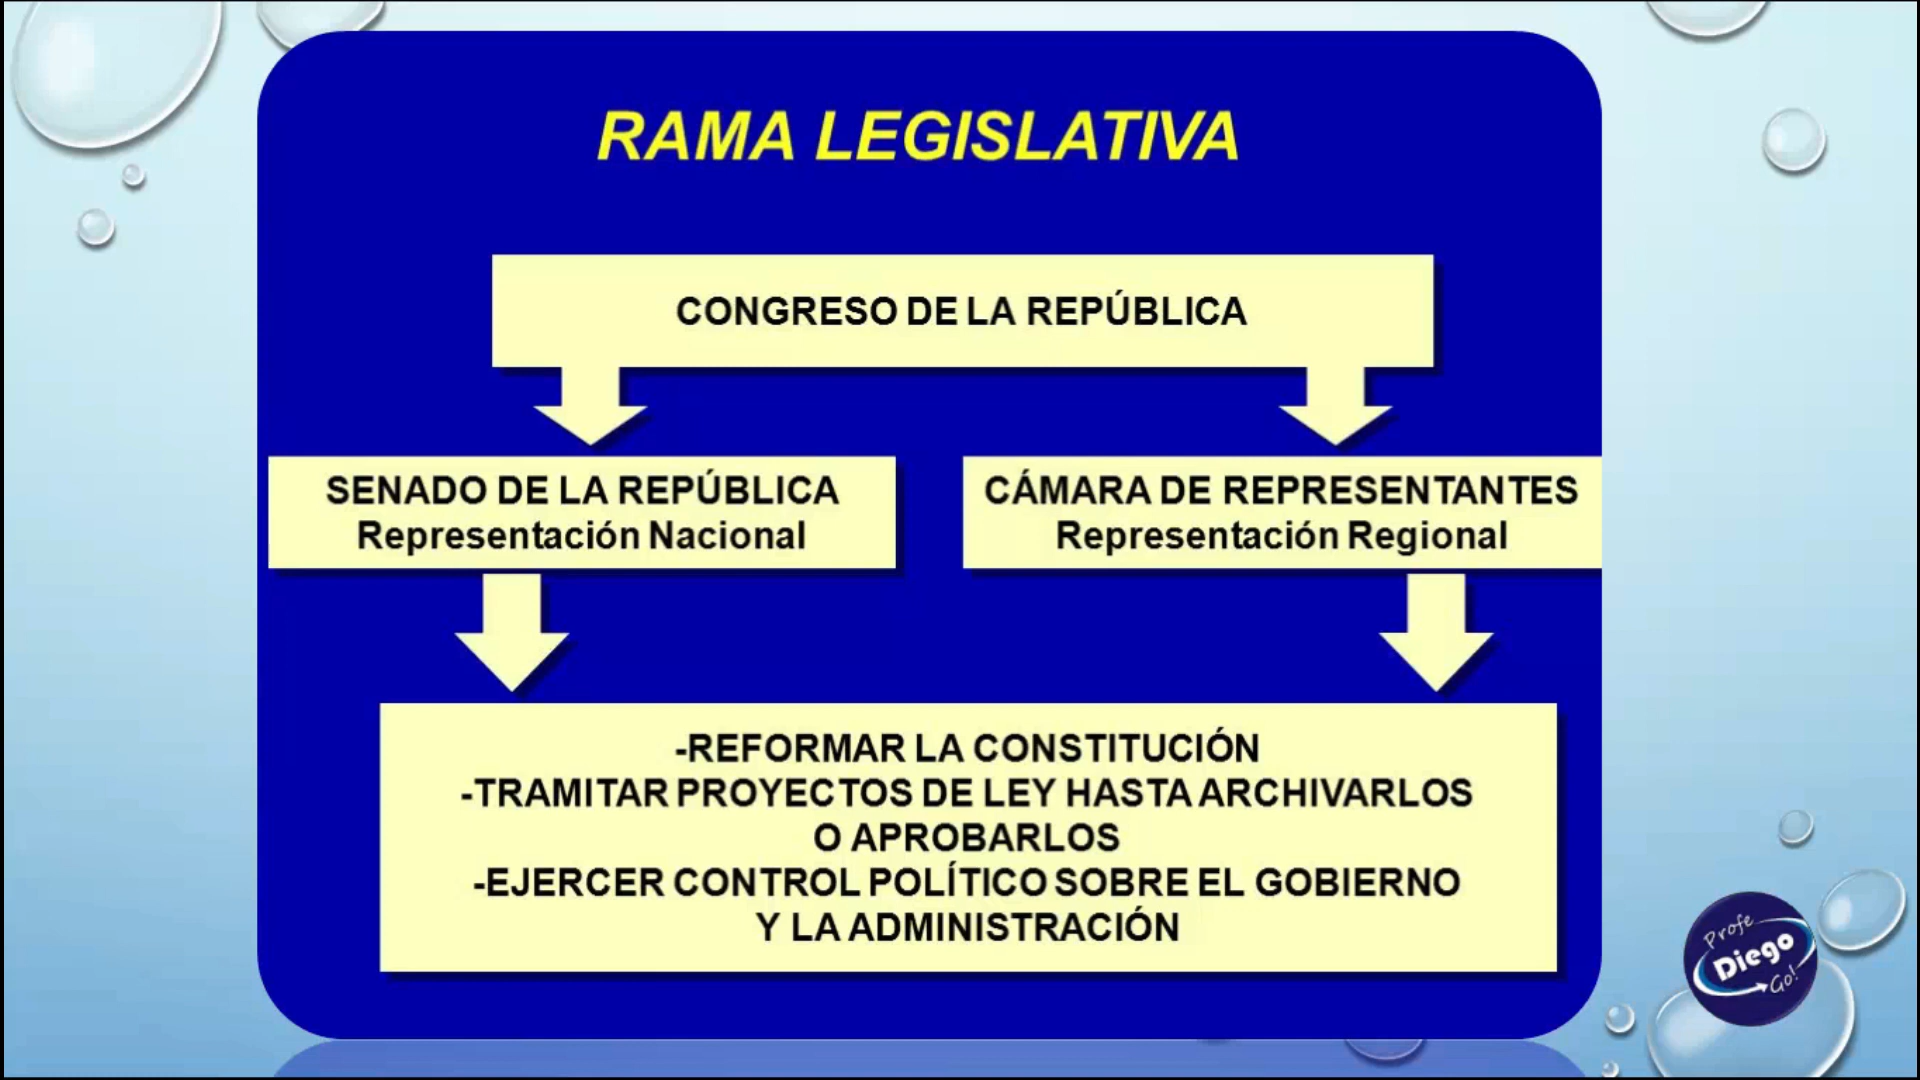 RAMA LEGISLATIVA
CONGRESO DE LA REPÚBLICA
SENADO DE LA REPÚBLICA
Representación Nacional
CÁMARA DE REPRESENTANTES
Representación Regional
-REFORMAR LA CONSTITUCIÓN
-TRAMITAR PROYECTOS DE LEY HASTA ARCHIVARLOS
O APROBARLOS
-EJERCER CONTROL POLÍTICO SOBRE EL GOBIERNO
Y LA ADMINISTRACIÓN
Profe
Diego
Go!